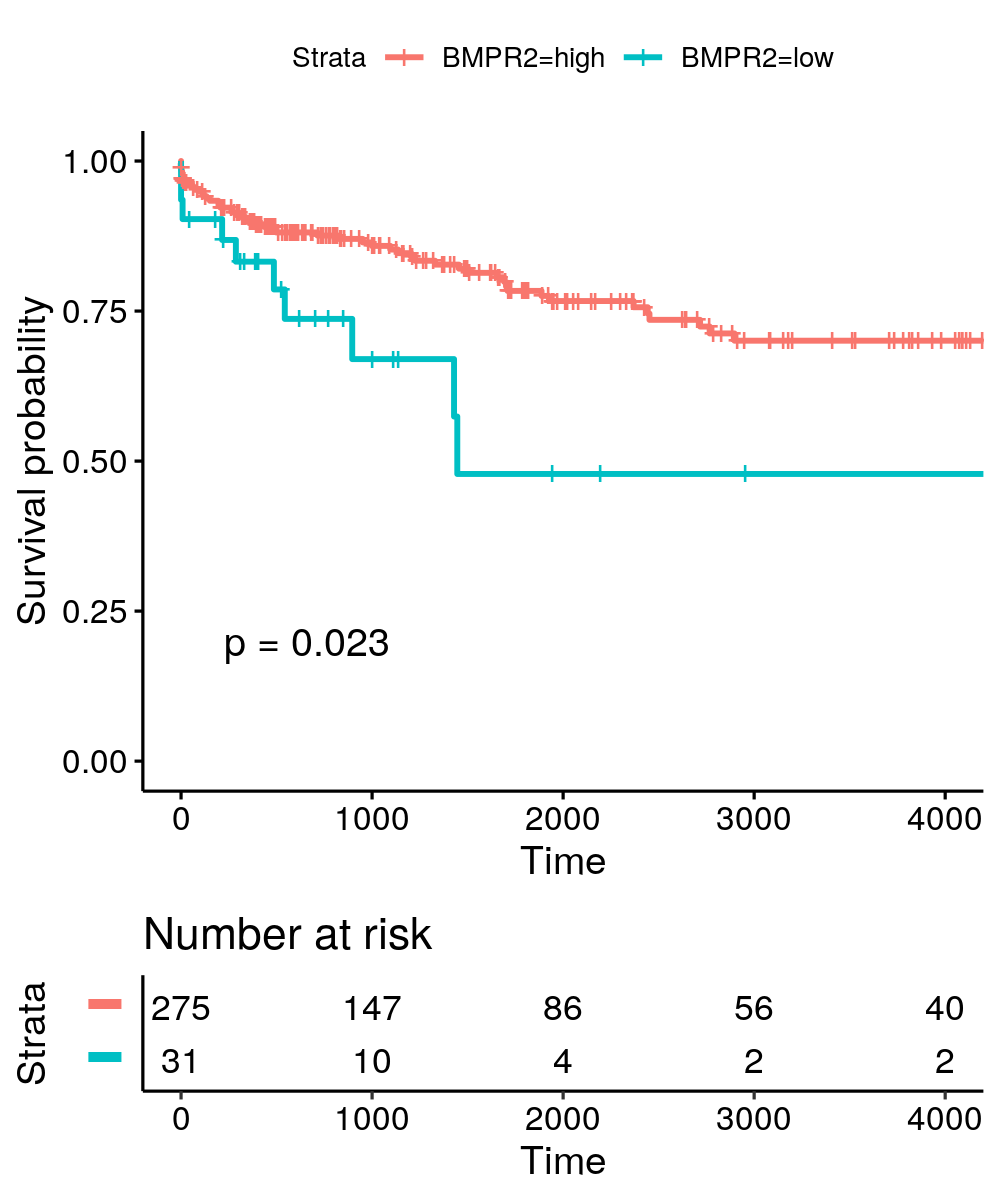 Strata BMPR2=high BMPR2=low
Survival probability
1.00
0.75
0.50
0.25
0.00
p = 0.023
0 1000 2000 3000 4000
Time
Number at risk
Strata
275 147 86 56 40
31 10 4 2 2
0 1000 2000 3000 4000
Time